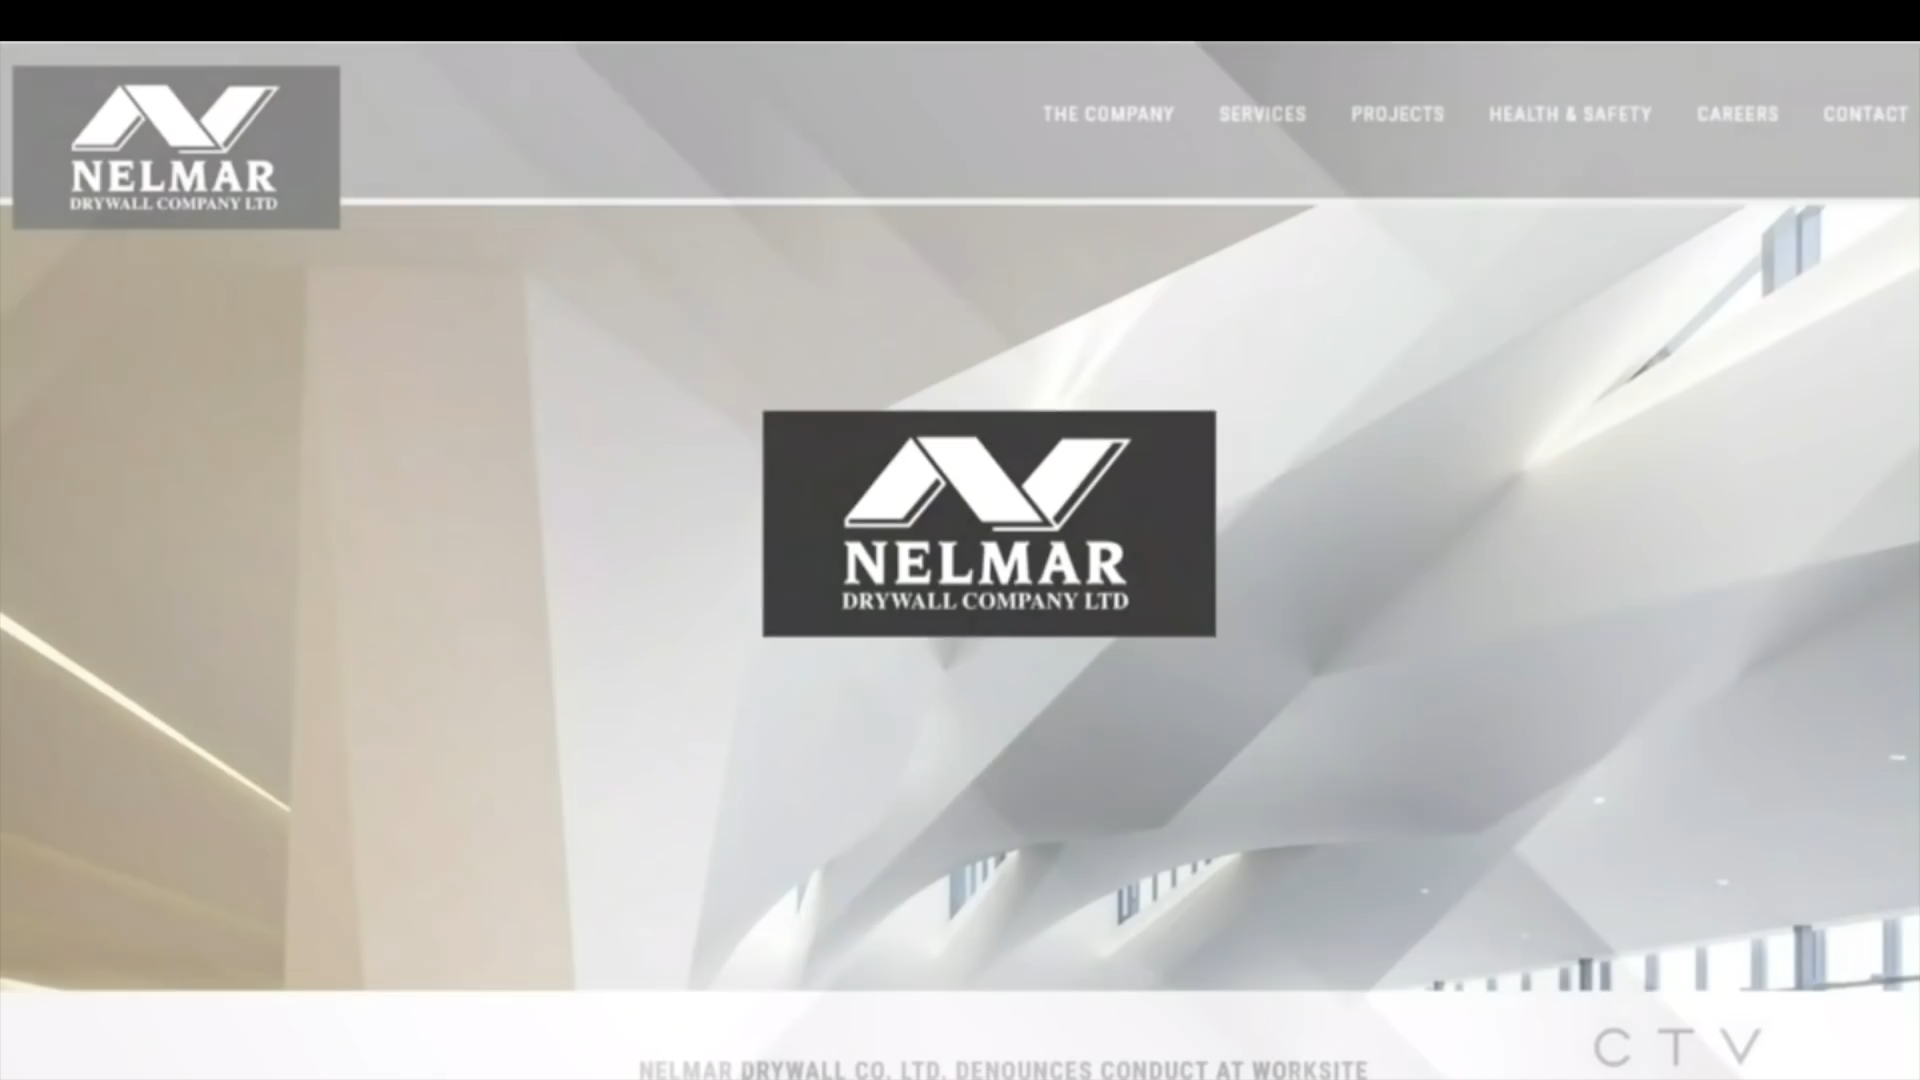 NELMAR
DRYWALL COMPANY LTD
THE COMPANY SERVICES PROJECTS HEALTH & SAFETY CAREERS CONTACT
NELMAR
DRYWALL COMPANY LTD
CTV
NELMAR DRYWALL CO. LTD. DENOUNCES CONDUCT AT WORKSITE